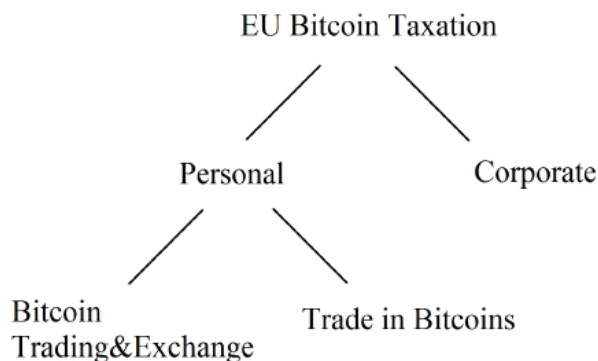 EU Bitcoin Taxation
Personal
Corporate
Bitcoin
Trading&Exchange
Trade in Bitcoins